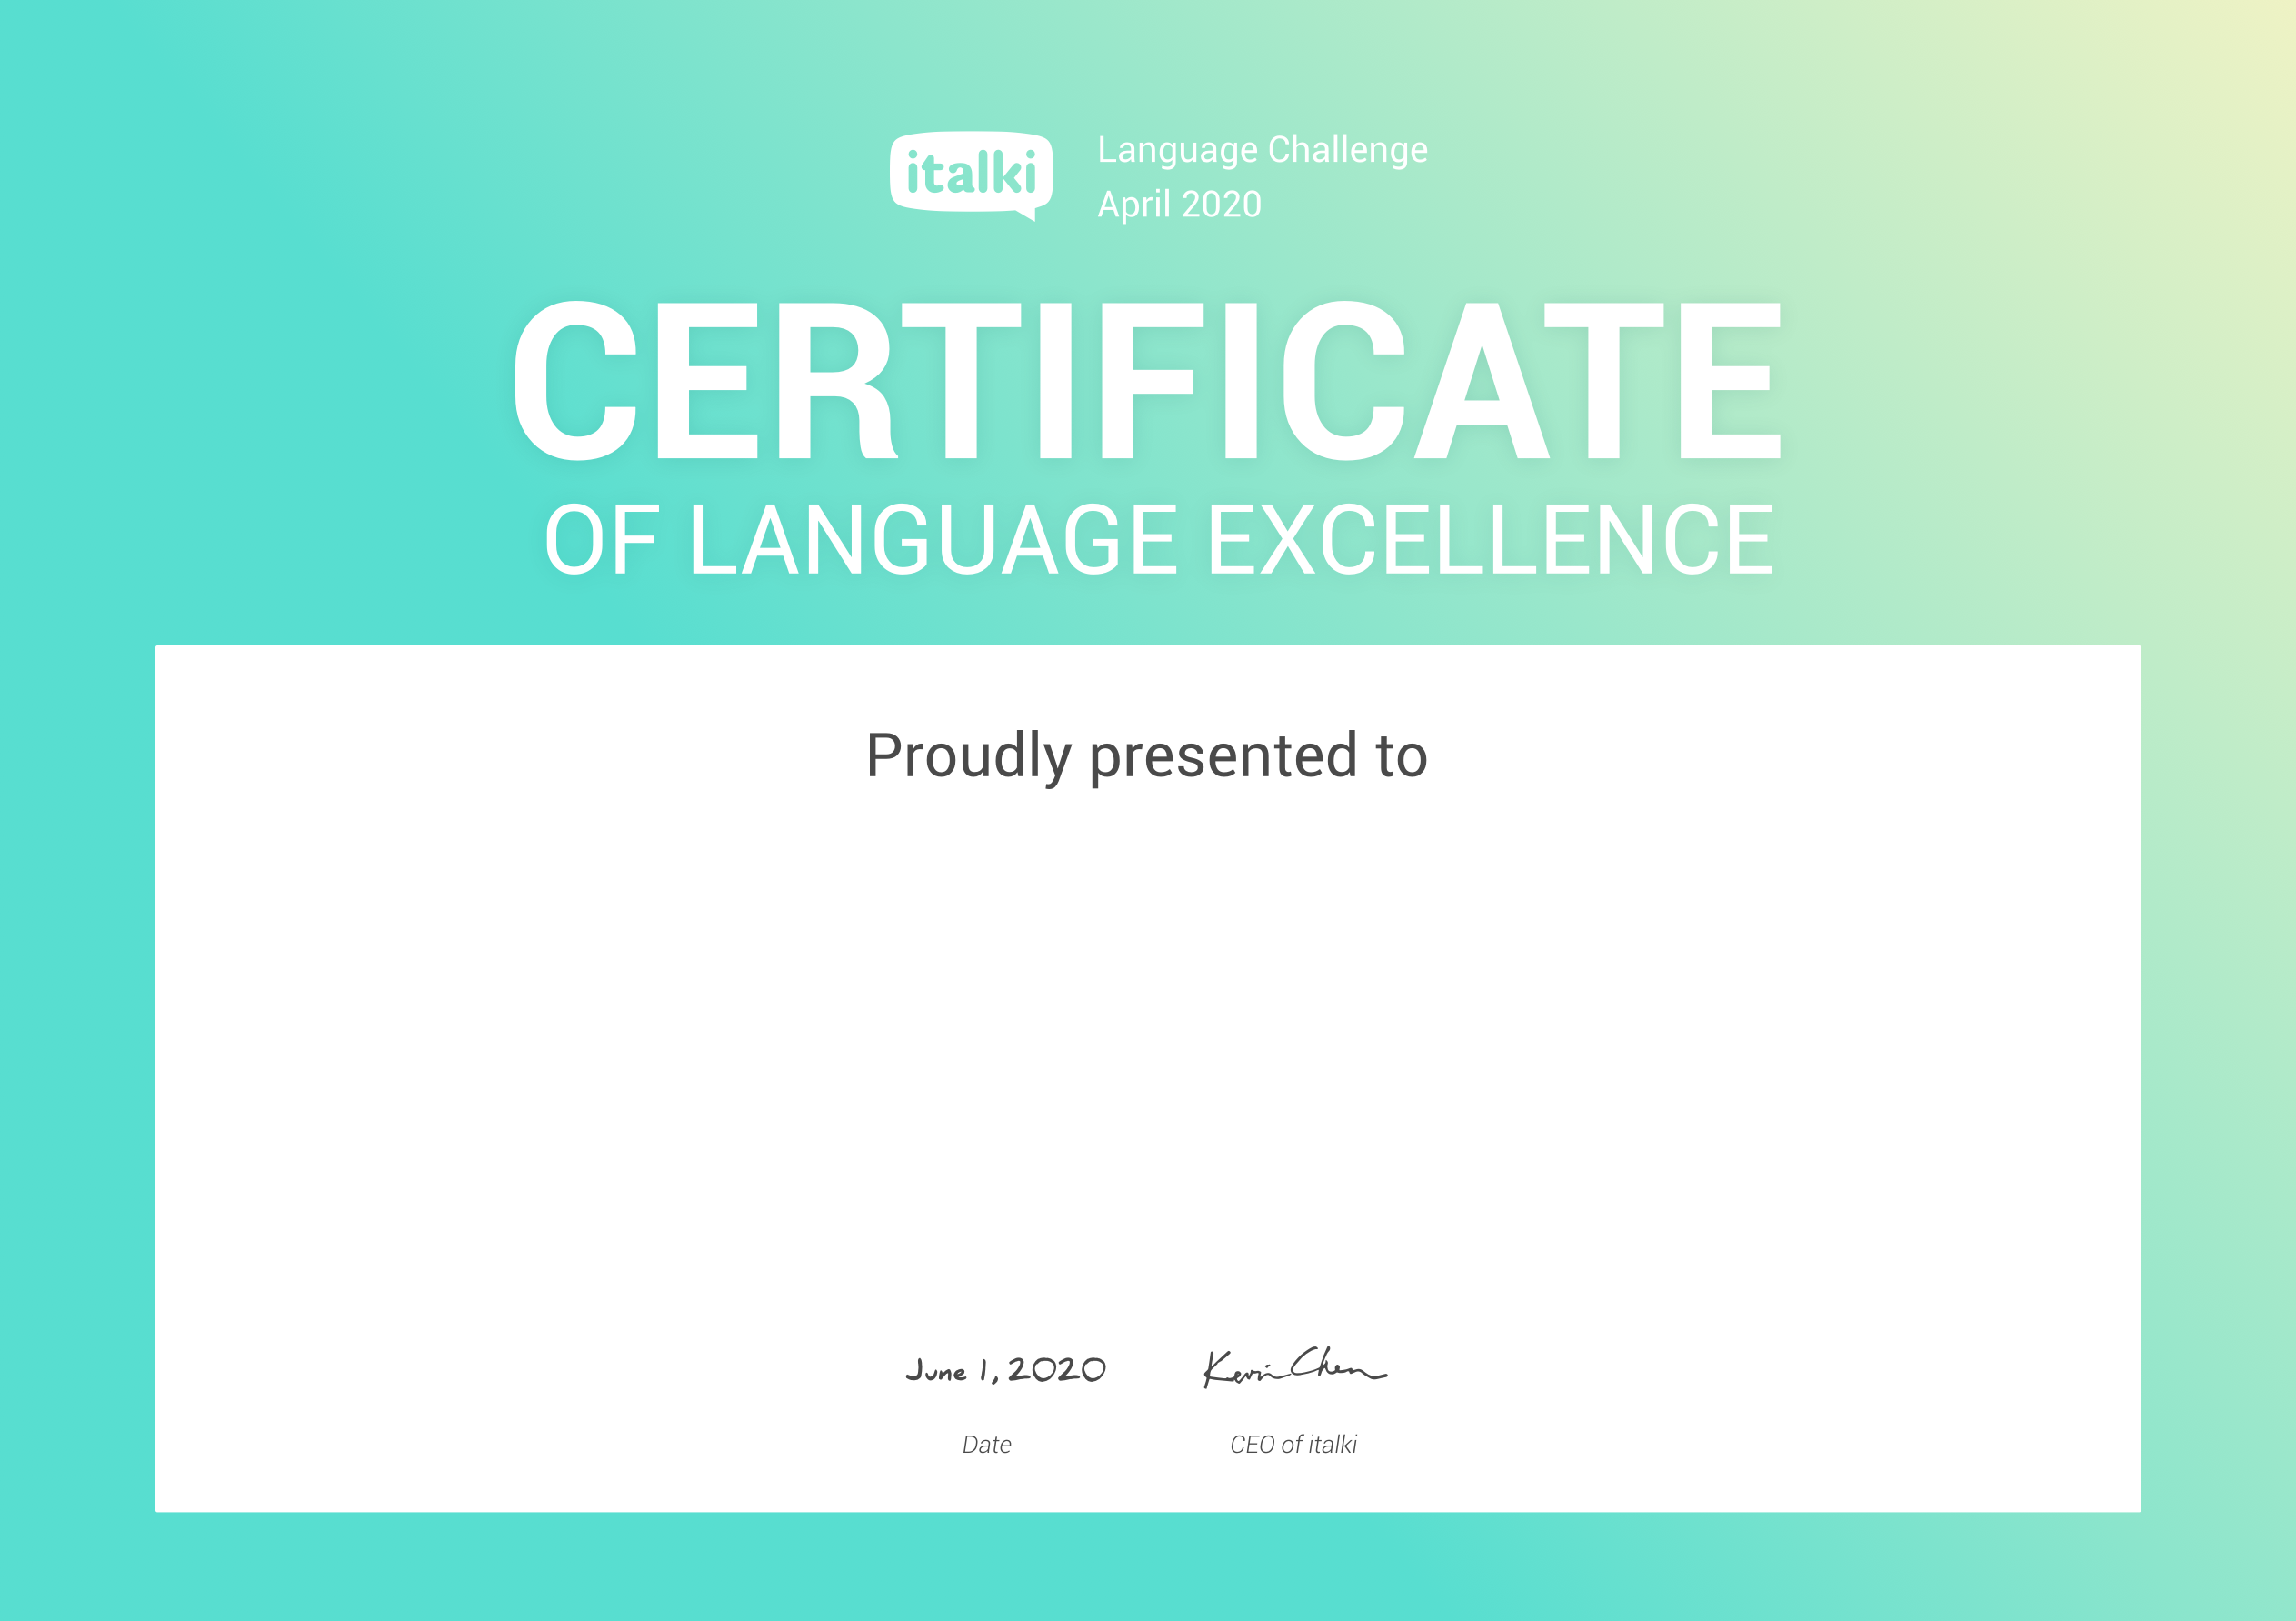 italki
Language Challenge
April 2020
CERTIFICATE
OF LANGUAGE EXCELLENCE
Proudly presented to
June 1, 2020
Kevin Chen
Date
CEO of italki